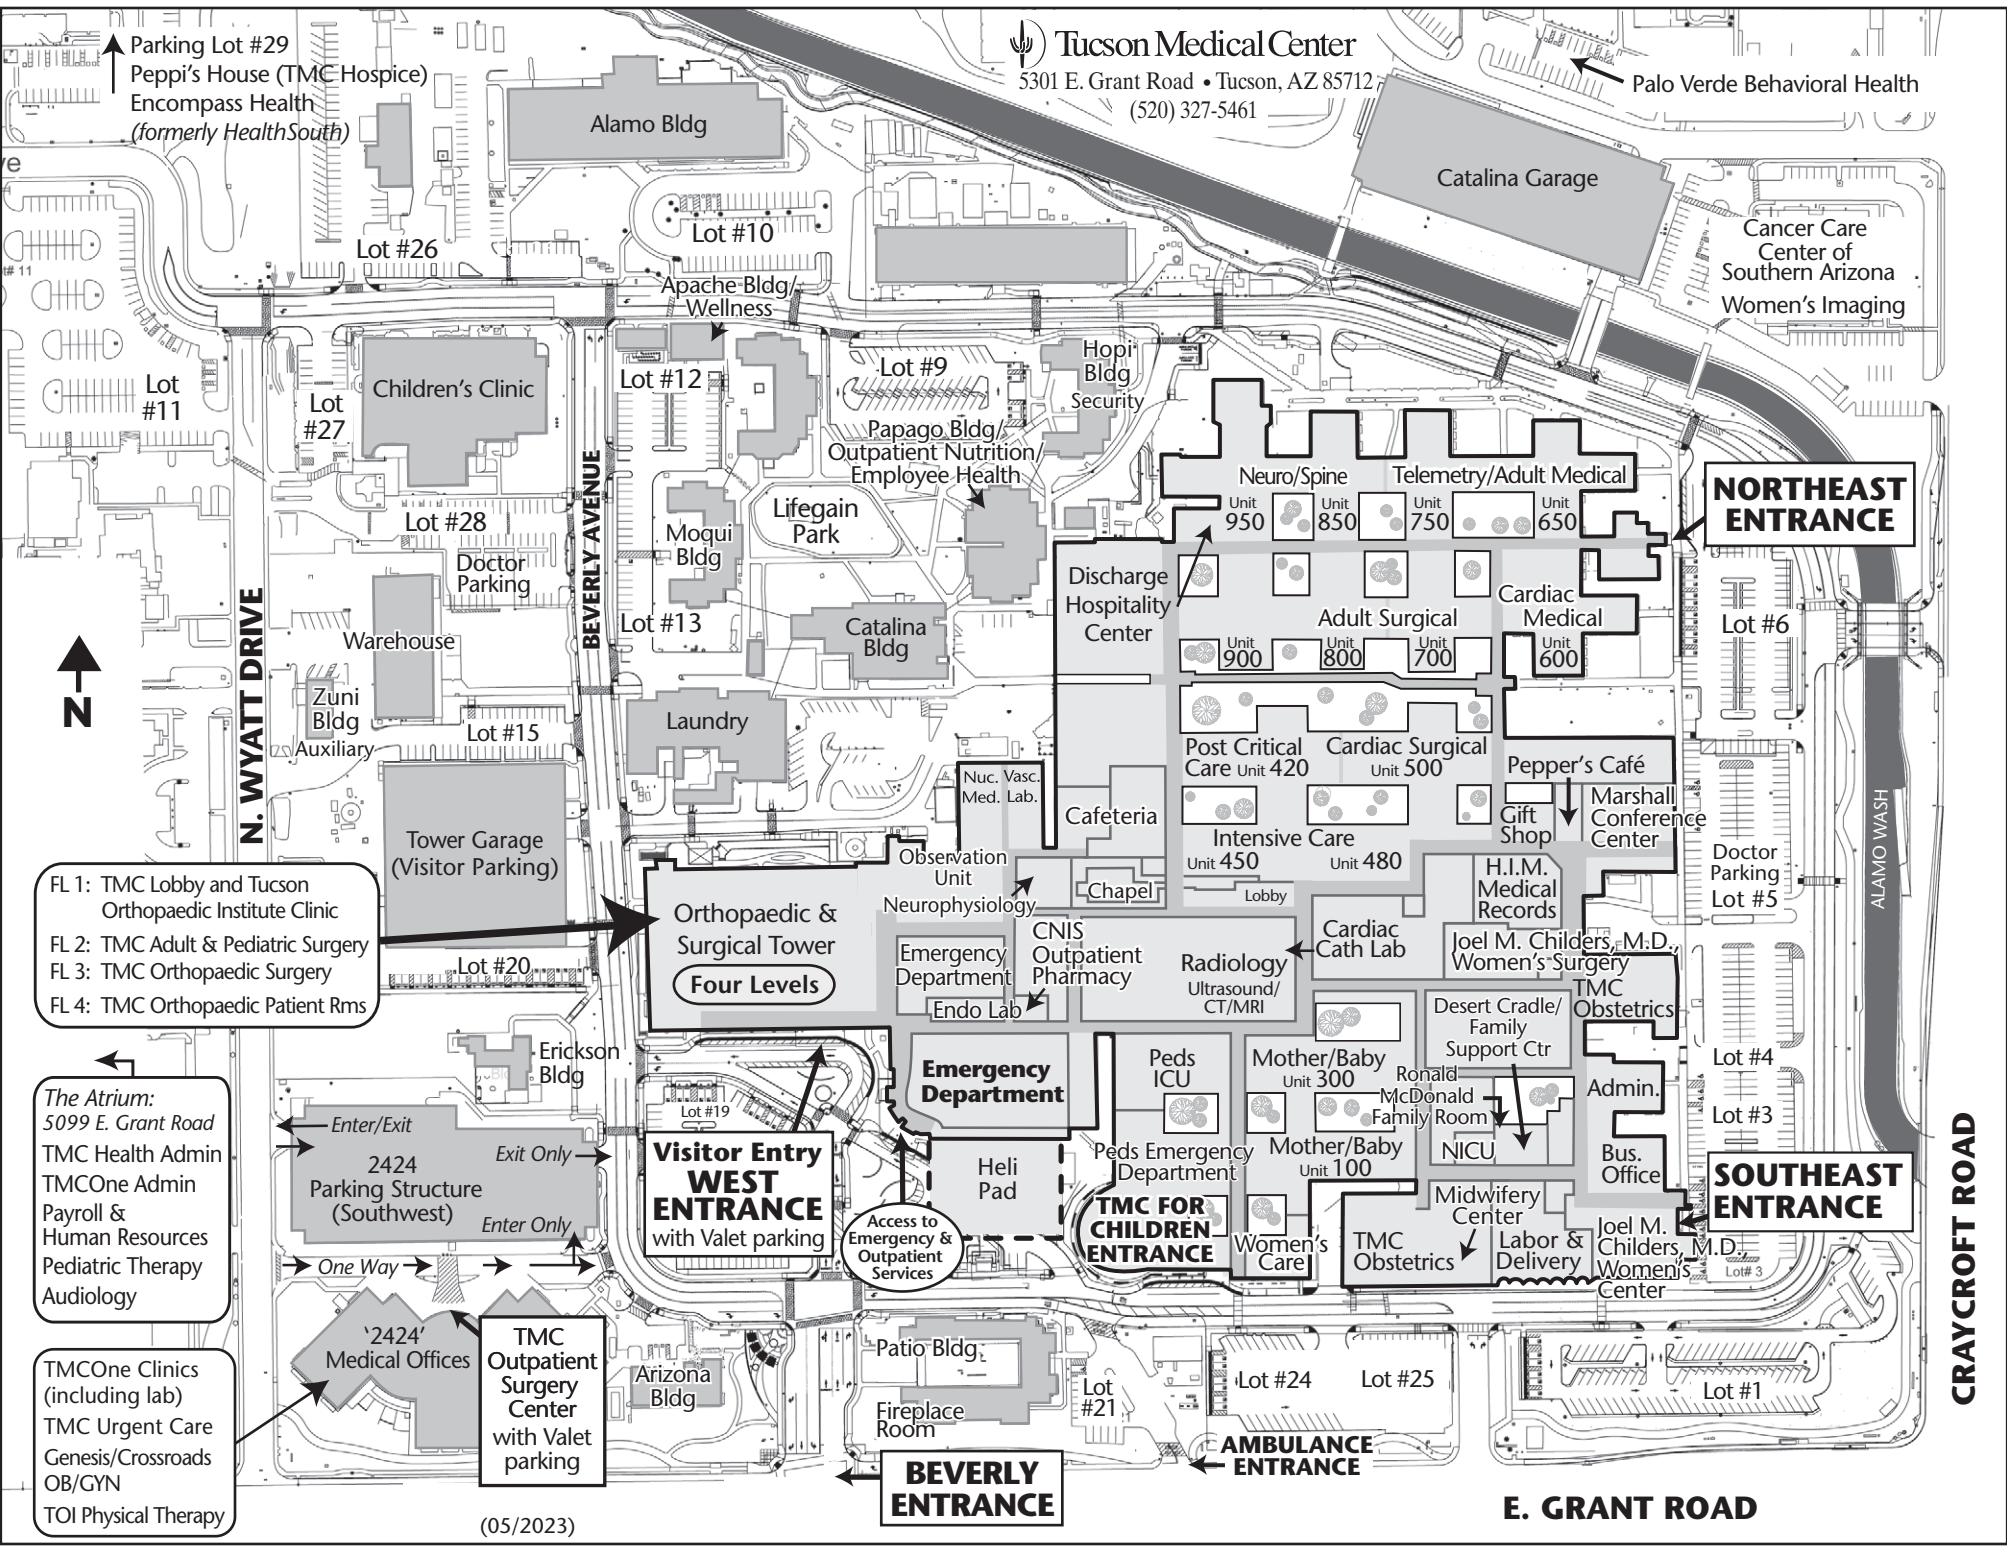 Parking Lot #29
Peppi's House (TMC Hospice)
Encompass Health
(formerly HealthSouth)
Tucson Medical Center
5301 E. Grant Road • Tucson, AZ 85712
(520) 327-5461
Palo Verde Behavioral Health
Alamo Bldg
Catalina Garage
Cancer Care
Center of
Southern Arizona
Women's Imaging
Lot #26
Lot #10
Apache Bldg/
Wellness
Lot
#11
Lot
#27
Children's Clinic
Lot #12
Lot #9
Hopi
Bldg
Security
Papago Bldg/
Outpatient Nutrition/
Employee Health
Lifegain
Park
Moqui
Bldg
Lot #28
Doctor
Parking
BEVERLY AVENUE
N. WYATT DRIVE
Warehouse
Lot #13
Catalina
Bldg
Zuni
Bldg
Auxiliary
Lot #15
Laundry
N
Neuro/Spine
Telemetry/Adult Medical
Unit
950
Unit
850
Unit
750
Unit
650
NORTHEAST
ENTRANCE
Discharge
Hospitality
Center
Adult Surgical
Cardiac
Medical
Unit
900
Unit
800
Unit
700
Unit
600
Lot #6
Post Critical
Care Unit 420
Cardiac Surgical
Unit 500
Pepper's Café
Gift
Shop
Marshall
Conference
Center
Nuc.
Med.
Vasc.
Lab.
Cafeteria
Intensive Care
Unit 450
Unit 480
Lobby
Chapel
H.I.M.
Medical
Records
Doctor
Parking
Lot #5
ALAMO WASH
Tower Garage
(Visitor Parking)
FL 1: TMC Lobby and Tucson
Orthopaedic Institute Clinic
FL 2: TMC Adult & Pediatric Surgery
FL 3: TMC Orthopaedic Surgery
FL 4: TMC Orthopaedic Patient Rms
Lot #20
Orthopaedic &
Surgical Tower
Four Levels
Observation
Unit
Neurophysiology
Emergency
Department
Endo Lab
CNIS
Outpatient
Pharmacy
Radiology
Ultrasound/
CT/MRI
Cardiac
Cath Lab
Joel M. Childers, M.D.,
Women's Surgery
TMC
Obstetrics
Desert Cradle/
Family
Support Ctr
Erickson
Bldg
Emergency
Department
Peds
ICU
Mother/Baby
Unit 300
Ronald
McDonald
Family Room
NICU
Admin.
Lot #4
Lot #3
Bus.
Office
Mother/Baby
Unit 100
Peds Emergency
Department
TMC FOR
CHILDREN
ENTRANCE
Women's
Care
TMC
Obstetrics
Midwifery
Center
Labor &
Delivery
Joel M.
Childers, M.D.,
Women's
Center
SOUTHEAST
ENTRANCE
Lot# 3
Heli
Pad
Access to
Emergency &
Outpatient
Services
Lot #19
Visitor Entry
WEST
ENTRANCE
with Valet parking
The Atrium:
5099 E. Grant Road
TMC Health Admin
TMCOne Admin
Payroll &
Human Resources
Pediatric Therapy
Audiology
Enter/Exit
2424
Parking Structure
(Southwest)
Exit Only
Enter Only
One Way
TMCOne Clinics
(including lab)
TMC Urgent Care
Genesis/Crossroads
OB/GYN
TOI Physical Therapy
'2424'
Medical Offices
TMC
Outpatient
Surgery
Center
with Valet
parking
Arizona
Bldg
Patio Bldg.
Fireplace
Room
Lot
#21
Lot #24
Lot #25
Lot #1
AMBULANCE
ENTRANCE
BEVERLY
ENTRANCE
E. GRANT ROAD
CRAYCROFT ROAD
(05/2023)